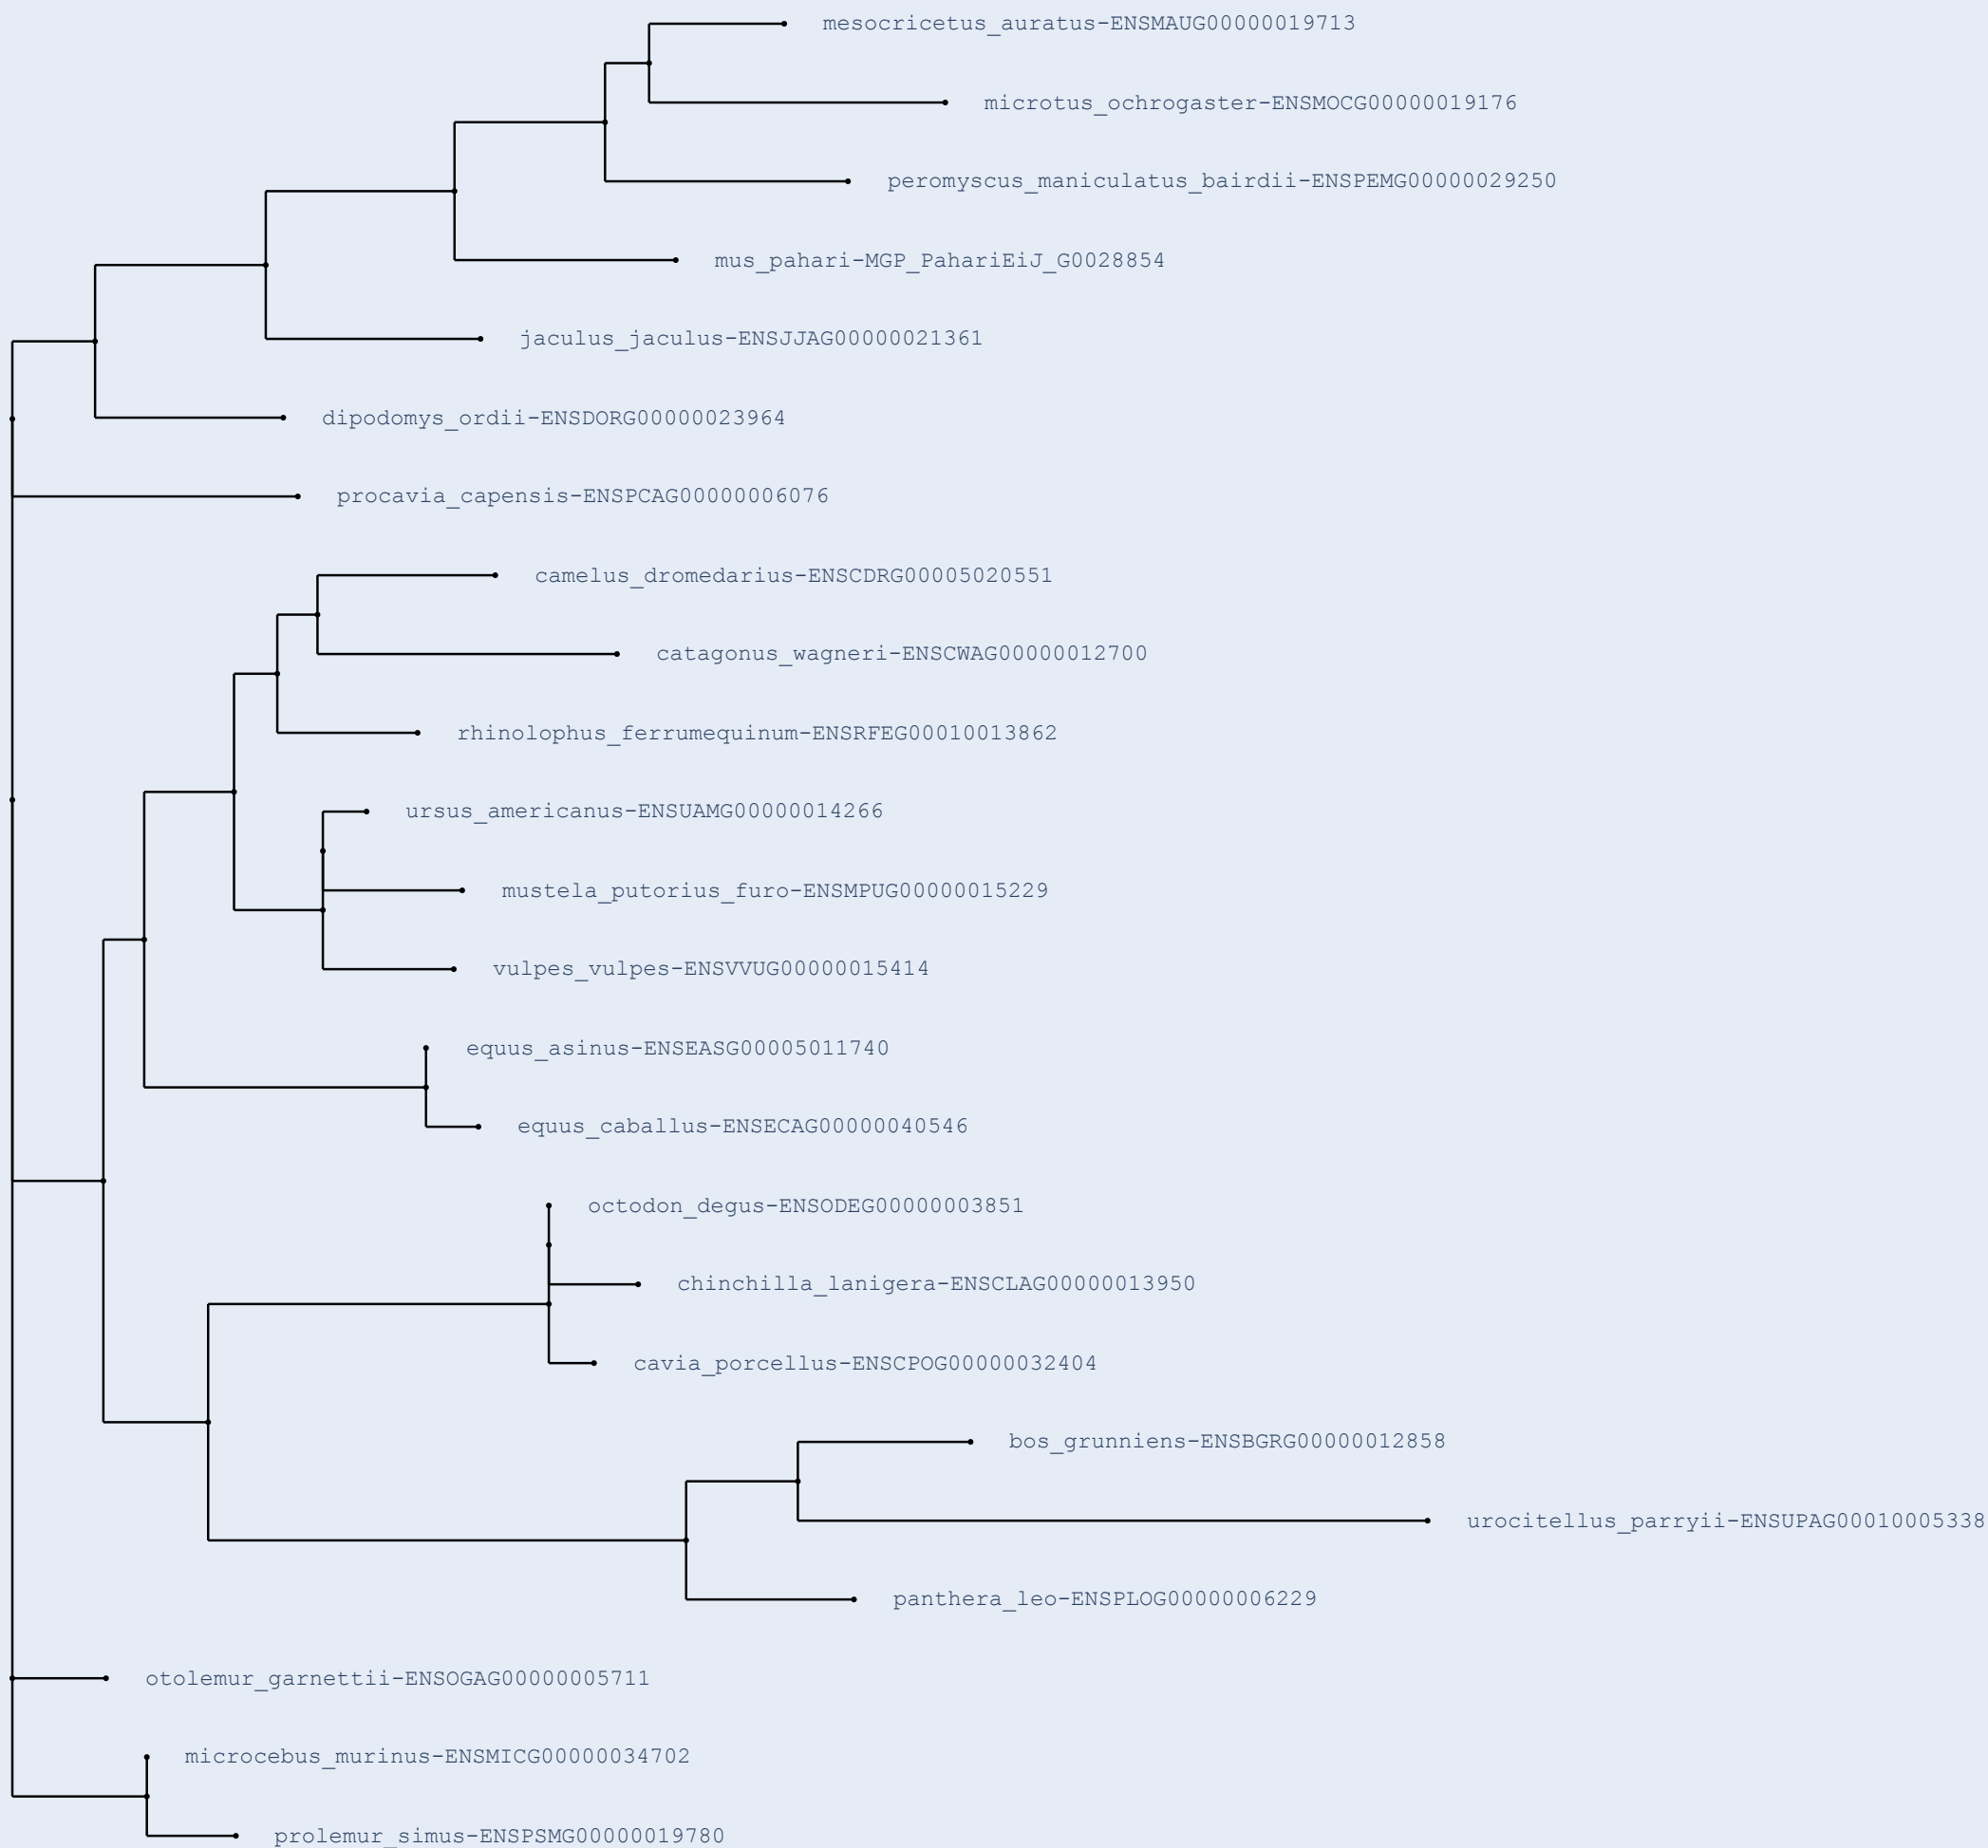 mesocricetus_auratus-ENSMAUG00000019713
microtus_ochrogaster-ENSMOCG00000019176
peromyscus_maniculatus_bairdii-ENSPEMG00000029250
mus_pahari-MGP_PahariEiJ_G0028854
jaculus_jaculus-ENSJJAG00000021361
dipodomys_ordii-ENSDORG00000023964
procavia_capensis-ENSPCAG00000006076
camelus_dromedarius-ENSCDRG00005020551
catagonus_wagneri-ENSCWAG00000012700
rhinolophus_ferrumequinum-ENSRFEG00010013862
ursus_americanus-ENSUAMG00000014266
mustela_putorius_furo-ENSMPUG00000015229
vulpes_vulpes-ENSVVUG00000015414
equus_asinus-ENSEASG00005011740
equus_caballus-ENSECAG00000040546
octodon_degus-ENSODEG00000003851
chinchilla_lanigera-ENSCLAG00000013950
cavia_porcellus-ENSCPOG00000032404
bos_grunniens-ENSBGRG00000012858
urocitellus_parryii-ENSUPAG00010005338
panthera_leo-ENSPLOG00000006229
otolemur_garnettii-ENSOGAG00000005711
microcebus_murinus-ENSMICG00000034702
prolemur_simus-ENSPSMG00000019780